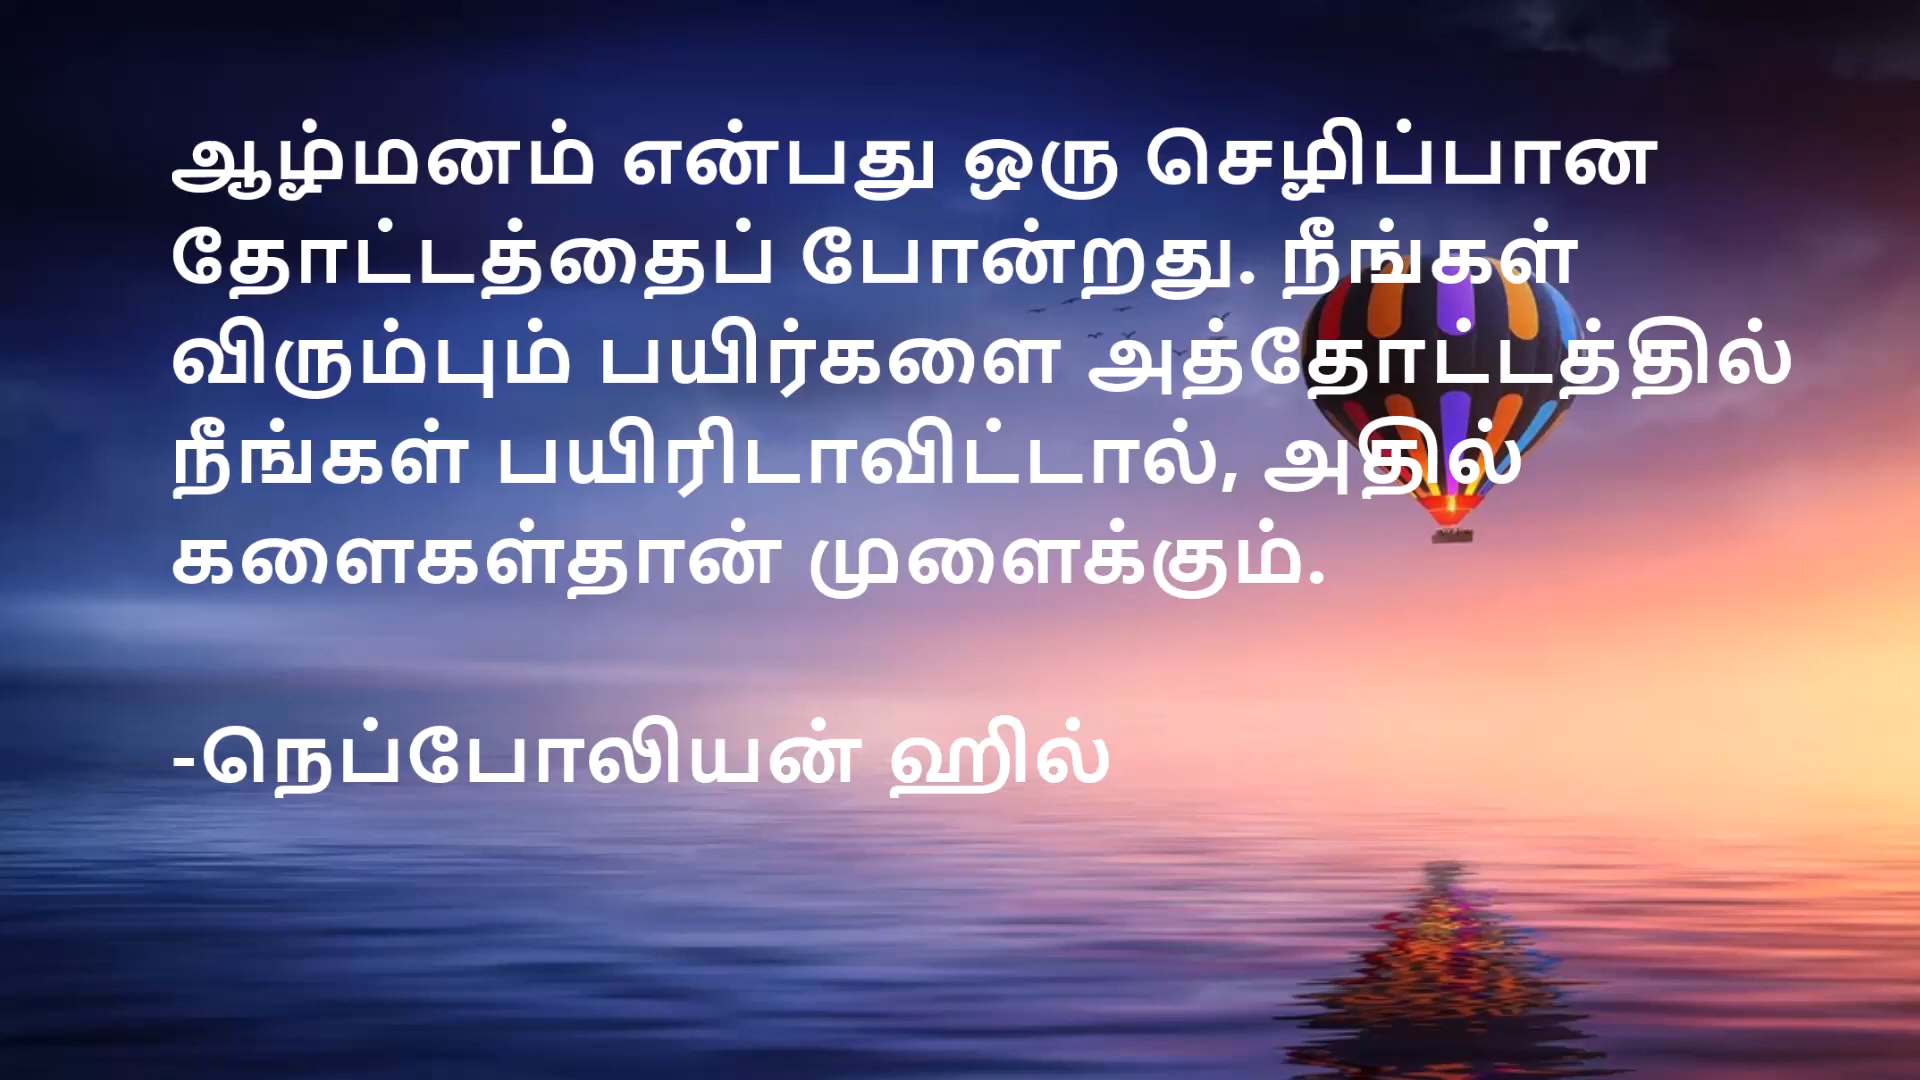 ஆழ்மனம் என்பது ஒரு செழிப்பான
தோட்டத்தைப் போன்றது. நீங்கள்
விரும்பும் பயிர்களை அத்தோட்டத்தில்
நீங்கள் பயிரிடாவிட்டால், அதில்
களைகள்தான் முளைக்கும்.
-நெப்போலியன் ஹில்